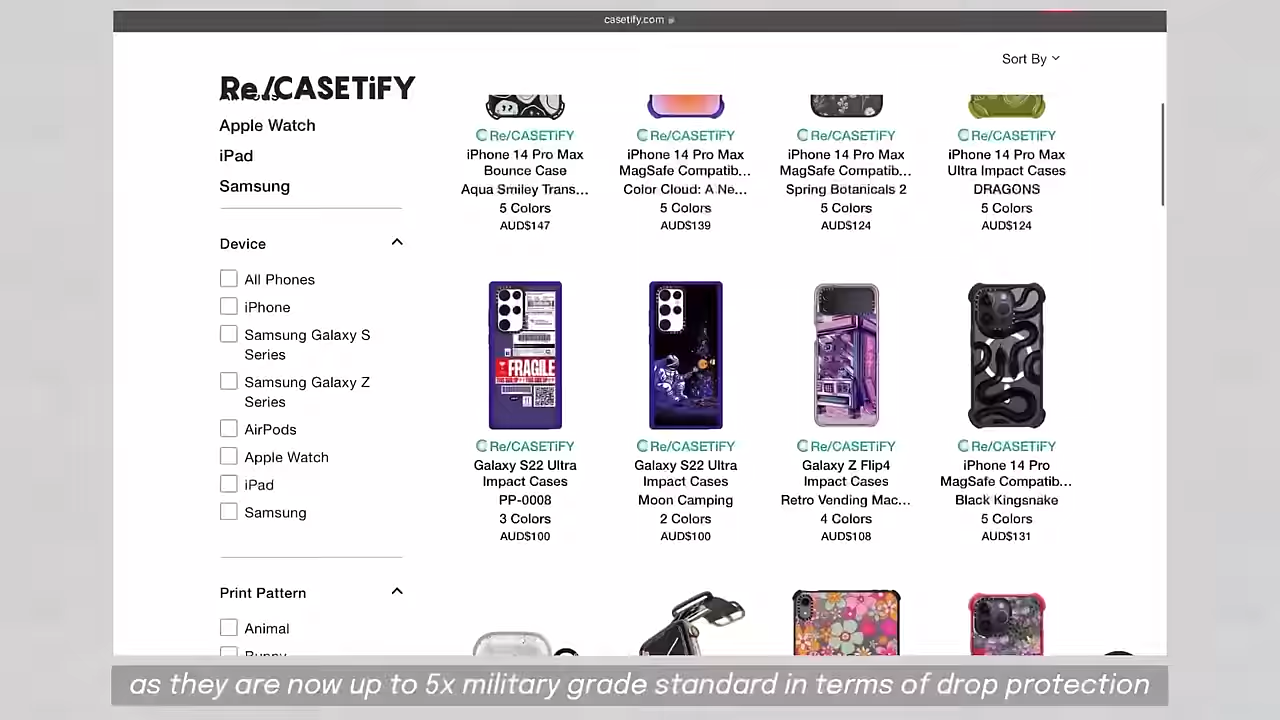 casetify.com
Sort By
Re/CASETiFY
Apple Watch
iPad
Samsung
Device
All Phones
iPhone
Samsung Galaxy S
Series
Samsung Galaxy Z
Series
AirPods
Apple Watch
iPad
Samsung
Print Pattern
Animal
Re/CASETiFY
iPhone 14 Pro Max
Bounce Case
Aqua Smiley Trans...
5 Colors
AUD$147
Re/CASETiFY
iPhone 14 Pro Max
MagSafe Compatib...
Color Cloud: A Ne...
5 Colors
AUD$139
Re/CASETiFY
iPhone 14 Pro Max
MagSafe Compatib...
Spring Botanicals 2
5 Colors
AUD$124
Re/CASETiFY
iPhone 14 Pro Max
Ultra Impact Cases
DRAGONS
5 Colors
AUD$124
FRAGILE
Re/CASETiFY
Galaxy S22 Ultra
Impact Cases
PP-0008
3 Colors
AUD$100
Re/CASETiFY
Galaxy S22 Ultra
Impact Cases
Moon Camping
2 Colors
AUD$100
Re/CASETiFY
Galaxy Z Flip4
Impact Cases
Retro Vending Mac...
4 Colors
AUD$108
Re/CASETiFY
iPhone 14 Pro
MagSafe Compatib...
Black Kingsnake
5 Colors
AUD$131
as they are now up to 5x military grade standard in terms of drop protection